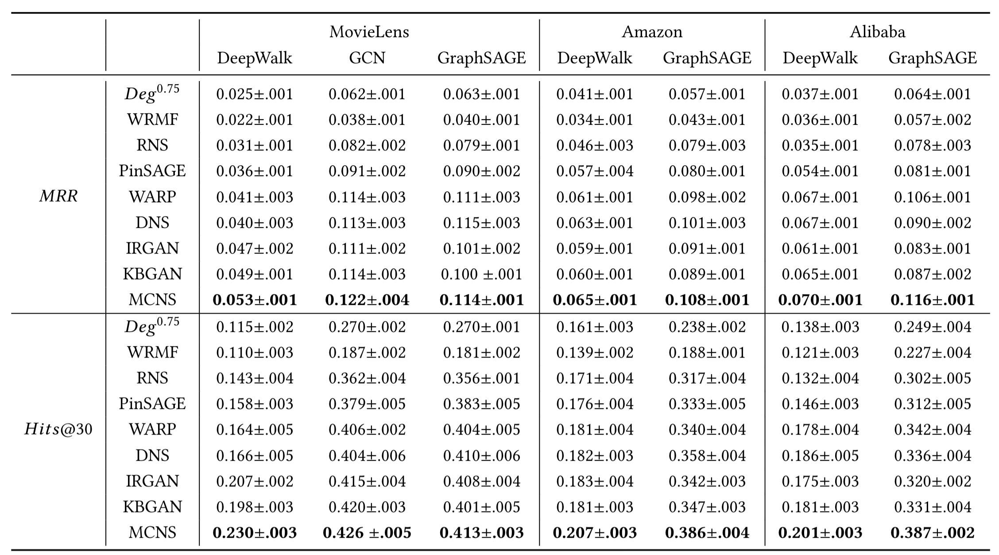 MovieLens Amazon Alibaba
DeepWalk GCN GraphSAGE DeepWalk GraphSAGE DeepWalk GraphSAGE
Deg^0.75 0.025±.001 0.062±.001 0.063±.001 0.041±.001 0.057±.001 0.037±.001 0.064±.001
WRMF 0.022±.001 0.038±.001 0.040±.001 0.034±.001 0.043±.001 0.036±.001 0.057±.002
RNS 0.031±.001 0.082±.002 0.079±.001 0.046±.003 0.079±.003 0.035±.001 0.078±.003
PinSAGE 0.036±.001 0.091±.002 0.090±.002 0.057±.004 0.080±.001 0.054±.001 0.081±.001
MRR WARP 0.041±.003 0.114±.003 0.111±.003 0.061±.001 0.098±.002 0.067±.001 0.106±.001
DNS 0.040±.003 0.113±.003 0.115±.003 0.063±.001 0.101±.003 0.067±.001 0.090±.002
IRGAN 0.047±.002 0.111±.002 0.101±.002 0.059±.001 0.091±.001 0.061±.001 0.083±.001
KBGAN 0.049±.001 0.114±.003 0.100 ±.001 0.060±.001 0.089±.001 0.065±.001 0.087±.002
MCNS 0.053±.001 0.122±.004 0.114±.001 0.065±.001 0.108±.001 0.070±.001 0.116±.001
Deg^0.75 0.115±.002 0.270±.002 0.270±.001 0.161±.003 0.238±.002 0.138±.003 0.249±.004
WRMF 0.110±.003 0.187±.002 0.181±.002 0.139±.002 0.188±.001 0.121±.003 0.227±.004
RNS 0.143±.004 0.362±.004 0.356±.001 0.171±.004 0.317±.004 0.132±.004 0.302±.005
PinSAGE 0.158±.003 0.379±.005 0.383±.005 0.176±.004 0.333±.005 0.146±.003 0.312±.005
Hits@30 WARP 0.164±.005 0.406±.002 0.404±.005 0.181±.004 0.340±.004 0.178±.004 0.342±.004
DNS 0.166±.005 0.404±.006 0.410±.006 0.182±.003 0.358±.004 0.186±.005 0.336±.004
IRGAN 0.207±.002 0.415±.004 0.408±.004 0.183±.004 0.342±.003 0.175±.003 0.320±.002
KBGAN 0.198±.003 0.420±.003 0.401±.005 0.181±.003 0.347±.003 0.181±.003 0.331±.004
MCNS 0.230±.003 0.426 ±.005 0.413±.003 0.207±.003 0.386±.004 0.201±.003 0.387±.002